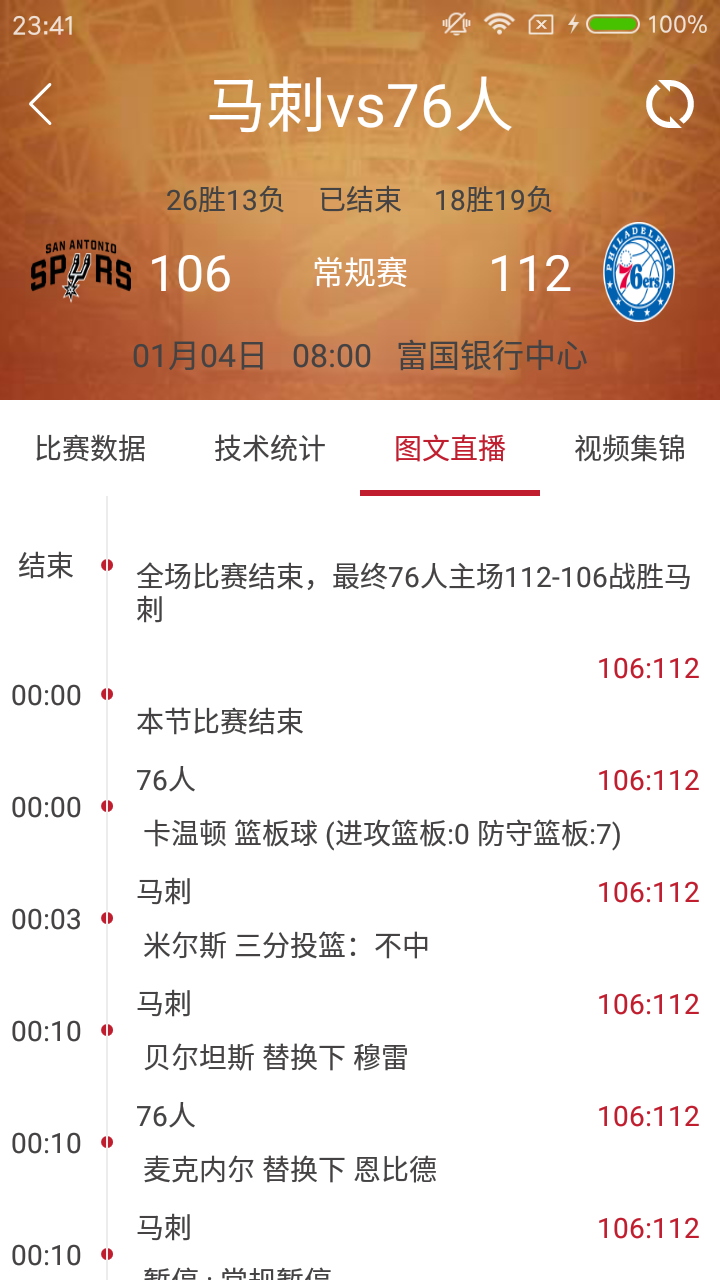 23:41
100%
马刺vs76人
26胜13负 已结束 18胜19负
SAN ANTONIO
SPURS
106 常规赛 112
PHILADELPHIA
76ers
01月04日 08:00 富国银行中心
比赛数据 技术统计 图文直播 视频集锦
结束
全场比赛结束，最终76人主场112-106战胜马
刺
106:112
00:00
本节比赛结束
76人 106:112
00:00
卡温顿 篮板球 (进攻篮板:0 防守篮板:7)
马刺 106:112
00:03
米尔斯 三分投篮：不中
马刺 106:112
00:10
贝尔坦斯 替换下 穆雷
76人 106:112
00:10
麦克内尔 替换下 恩比德
马刺 106:112
00:10
暂停 : 常规暂停